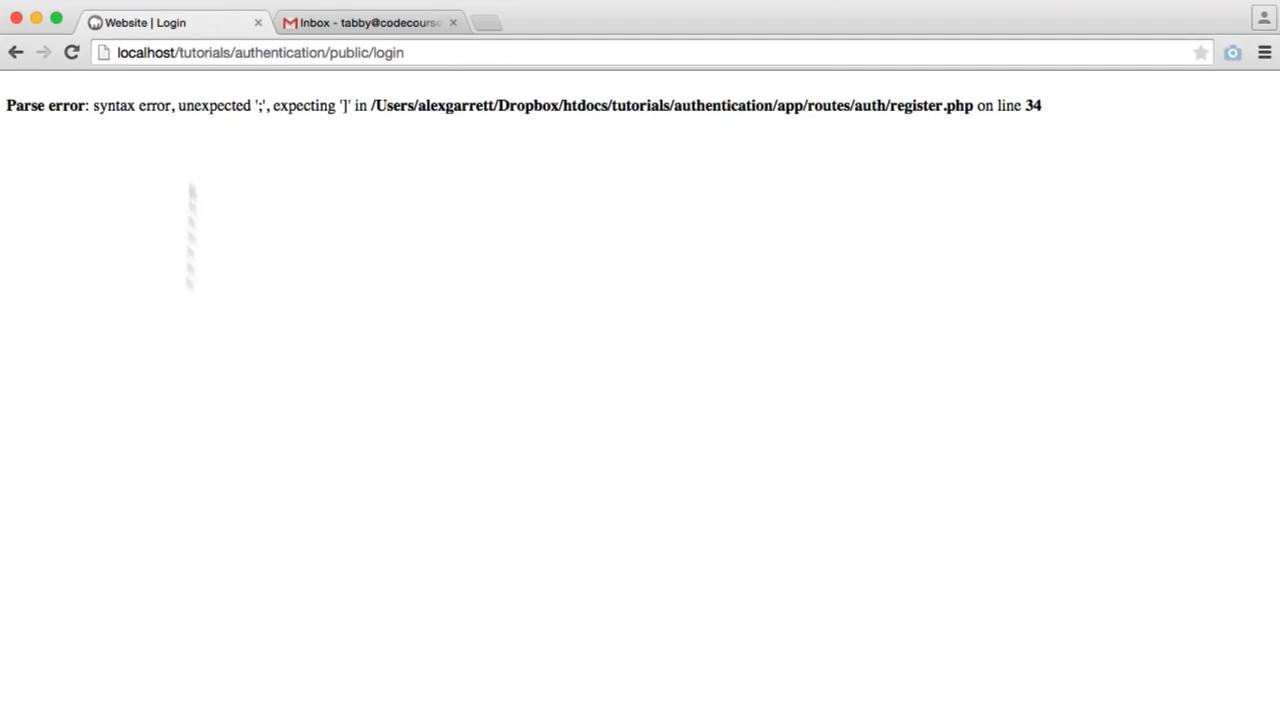 Website | Login
Inbox - tabby@codecourse
localhost/tutorials/authentication/public/login
Parse error: syntax error, unexpected ';', expecting ']' in /Users/alexgarrett/Dropbox/htdocs/tutorials/authentication/app/routes/auth/register.php on line 34